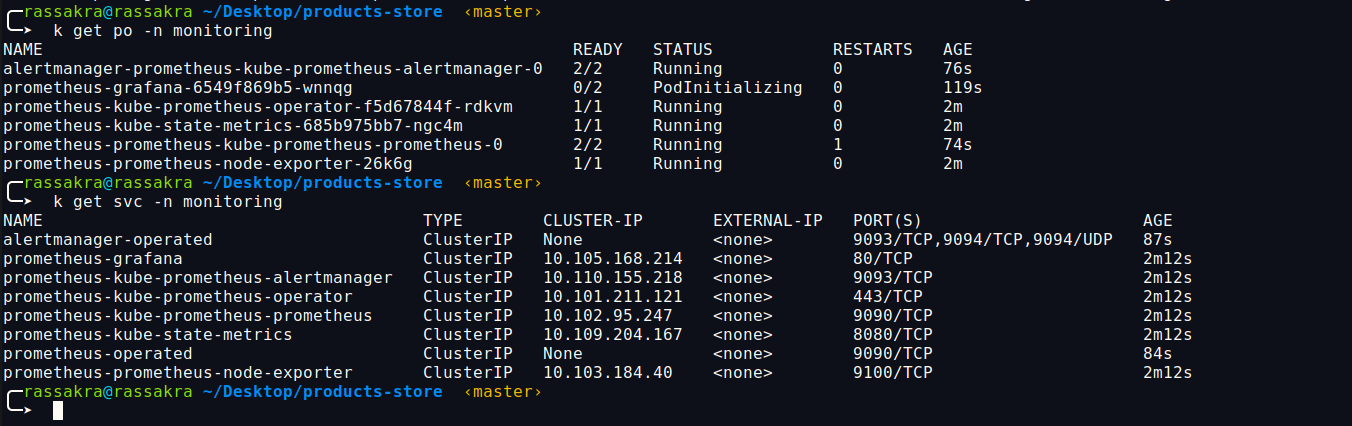 rassakra@rassakra ~/Desktop/products-store ‹master›
k get po -n monitoring
NAME READY STATUS RESTARTS AGE
alertmanager-prometheus-kube-prometheus-alertmanager-0 2/2 Running 0 76s
prometheus-grafana-6549f869b5-wnnqg 0/2 PodInitializing 0 119s
prometheus-kube-prometheus-operator-f5d67844f-rdkvm 1/1 Running 0 2m
prometheus-kube-state-metrics-685b975bb7-ngc4m 1/1 Running 0 2m
prometheus-prometheus-kube-prometheus-prometheus-0 2/2 Running 1 74s
prometheus-prometheus-node-exporter-26k6g 1/1 Running 0 2m
rassakra@rassakra ~/Desktop/products-store ‹master›
k get svc -n monitoring
NAME TYPE CLUSTER-IP EXTERNAL-IP PORT(S) AGE
alertmanager-operated ClusterIP None <none> 9093/TCP,9094/TCP,9094/UDP 87s
prometheus-grafana ClusterIP 10.105.168.214 <none> 80/TCP 2m12s
prometheus-kube-prometheus-alertmanager ClusterIP 10.110.155.218 <none> 9093/TCP 2m12s
prometheus-kube-prometheus-operator ClusterIP 10.101.211.121 <none> 443/TCP 2m12s
prometheus-kube-prometheus-prometheus ClusterIP 10.102.95.247 <none> 9090/TCP 2m12s
prometheus-kube-state-metrics ClusterIP 10.109.204.167 <none> 8080/TCP 2m12s
prometheus-operated ClusterIP None <none> 9090/TCP 84s
prometheus-prometheus-node-exporter ClusterIP 10.103.184.40 <none> 9100/TCP 2m12s
rassakra@rassakra ~/Desktop/products-store ‹master›